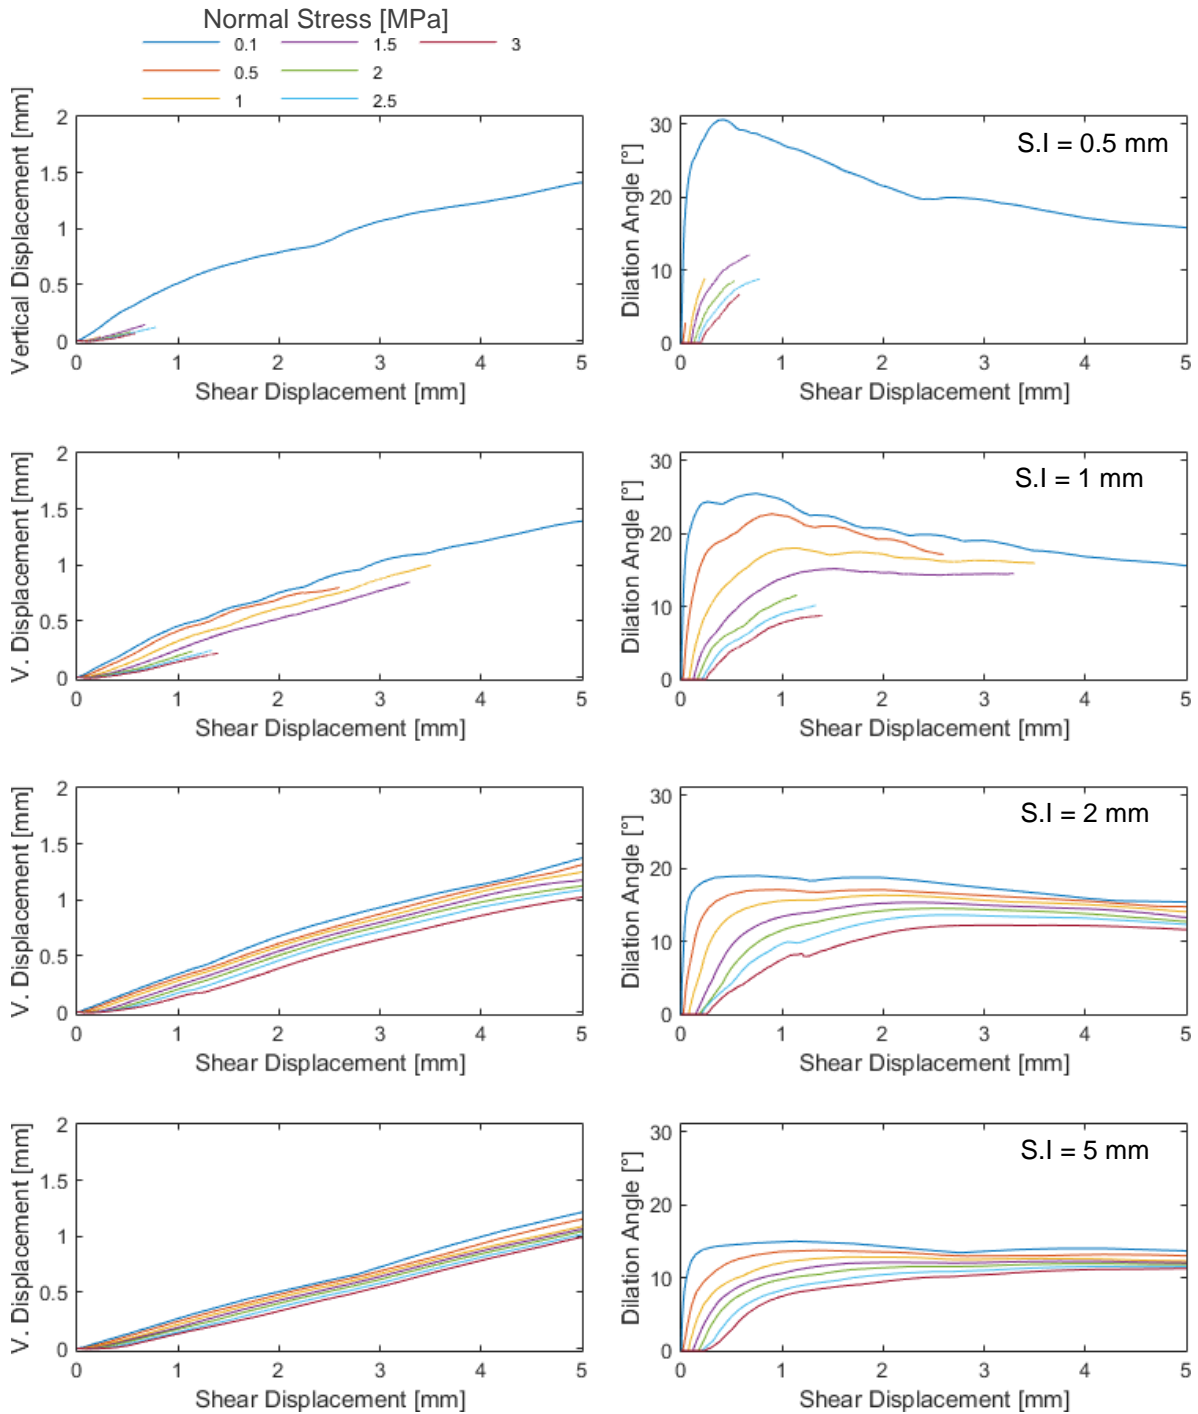 Normal Stress [MPa]
0.1 1.5 3
0.5 2
1 2.5
Vertical Displacement [mm]
2
1.5
1
0.5
0
0 1 2 3 4 5
Shear Displacement [mm]
Dilation Angle [°]
30
20
10
0
S.I = 0.5 mm
0 1 2 3 4 5
Shear Displacement [mm]
V. Displacement [mm]
2
1.5
1
0.5
0
0 1 2 3 4 5
Shear Displacement [mm]
Dilation Angle [°]
30
20
10
0
S.I = 1 mm
0 1 2 3 4 5
Shear Displacement [mm]
V. Displacement [mm]
2
1.5
1
0.5
0
0 1 2 3 4 5
Shear Displacement [mm]
Dilation Angle [°]
30
20
10
0
S.I = 2 mm
0 1 2 3 4 5
Shear Displacement [mm]
V. Displacement [mm]
2
1.5
1
0.5
0
0 1 2 3 4 5
Shear Displacement [mm]
Dilation Angle [°]
30
20
10
0
S.I = 5 mm
0 1 2 3 4 5
Shear Displacement [mm]